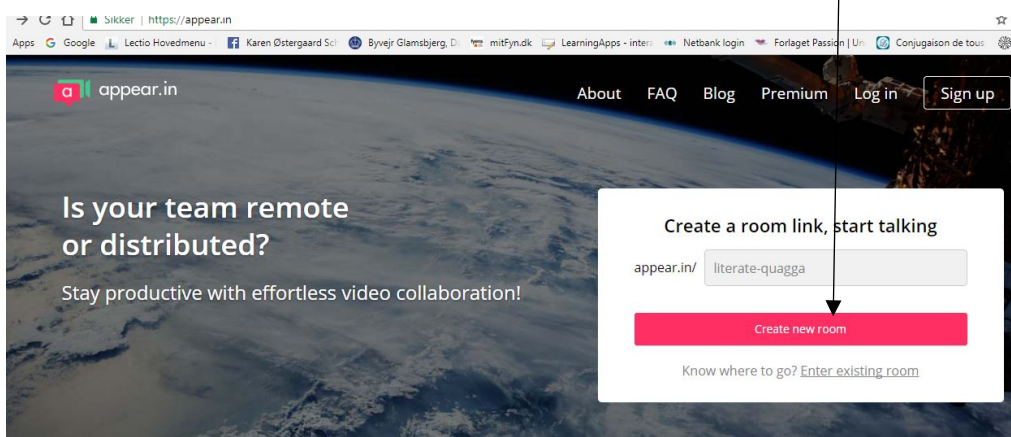 Sikker | https://appear.in
Apps Google Lectio Hovedmenu - Karen Østergaard Sch Byvejr Glamsbjerg, D mitFyn.dk LearningApps - intera Netbank login Forlaget Passion | Un Conjugaison de tous
a appear.in
About FAQ Blog Premium Log in Sign up
Is your team remote
or distributed?
Stay productive with effortless video collaboration!
Create a room link, start talking
appear.in/ literate-quagga
Create new room
Know where to go? Enter existing room